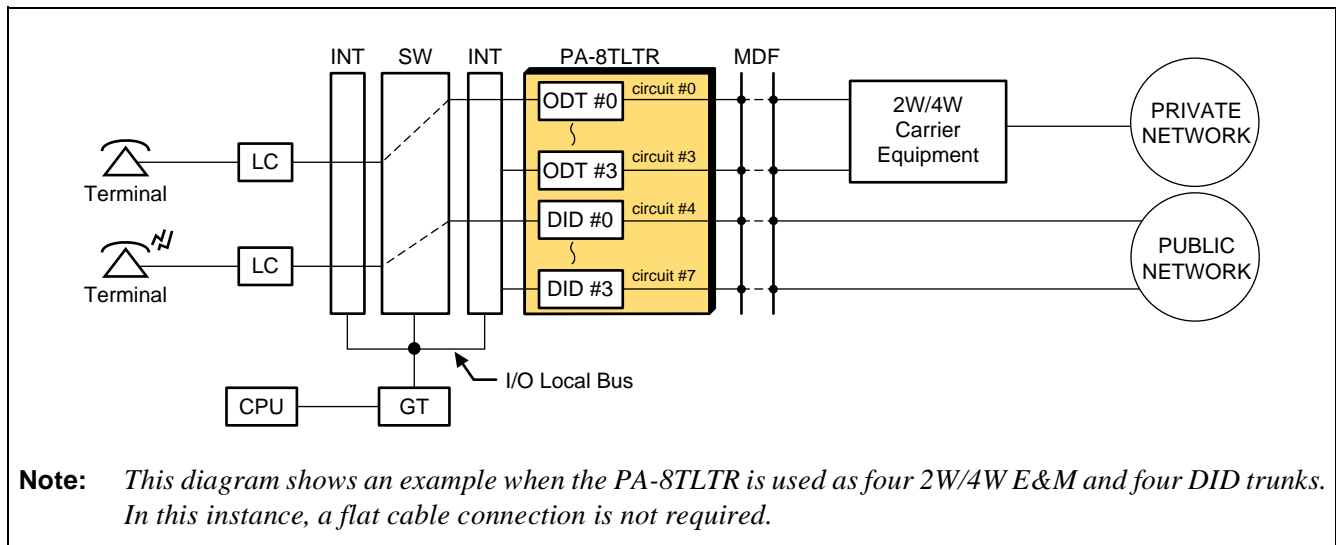 INT SW INT PA-8TLTR MDF
ODT #0 circuit #0
ODT #3 circuit #3
DID #0 circuit #4
DID #3 circuit #7
2W/4W
Carrier
Equipment
PRIVATE
NETWORK
PUBLIC
NETWORK
LC
Terminal
LC
Terminal
I/O Local Bus
CPU GT
Note: This diagram shows an example when the PA-8TLTR is used as four 2W/4W E&M and four DID trunks.
In this instance, a flat cable connection is not required.